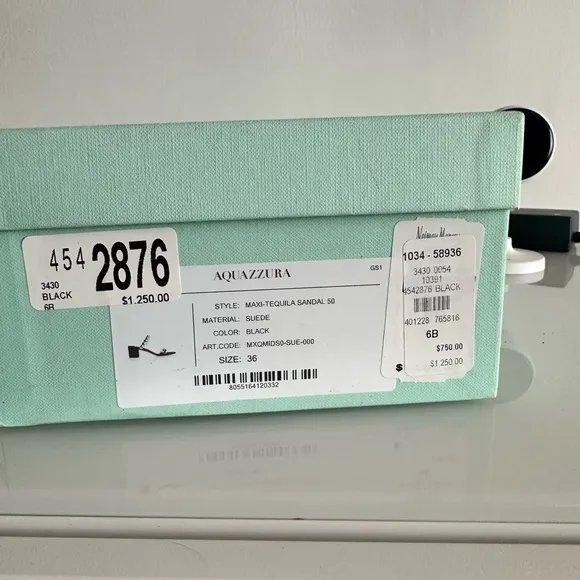 454 2876
3430
BLACK
6B
$1.250.00
AQUAZZURA
GS1
STYLE: MAXI-TEQUILA SANDAL 50
MATERIAL: SUEDE
COLOR: BLACK
ART.CODE: MXQMIDS0-SUE-000
SIZE: 36
8055164120332
1034 - 58936
3430 0054
10391
4542876 BLACK
401228 765816
6B
$750.00
$1,250.00
$